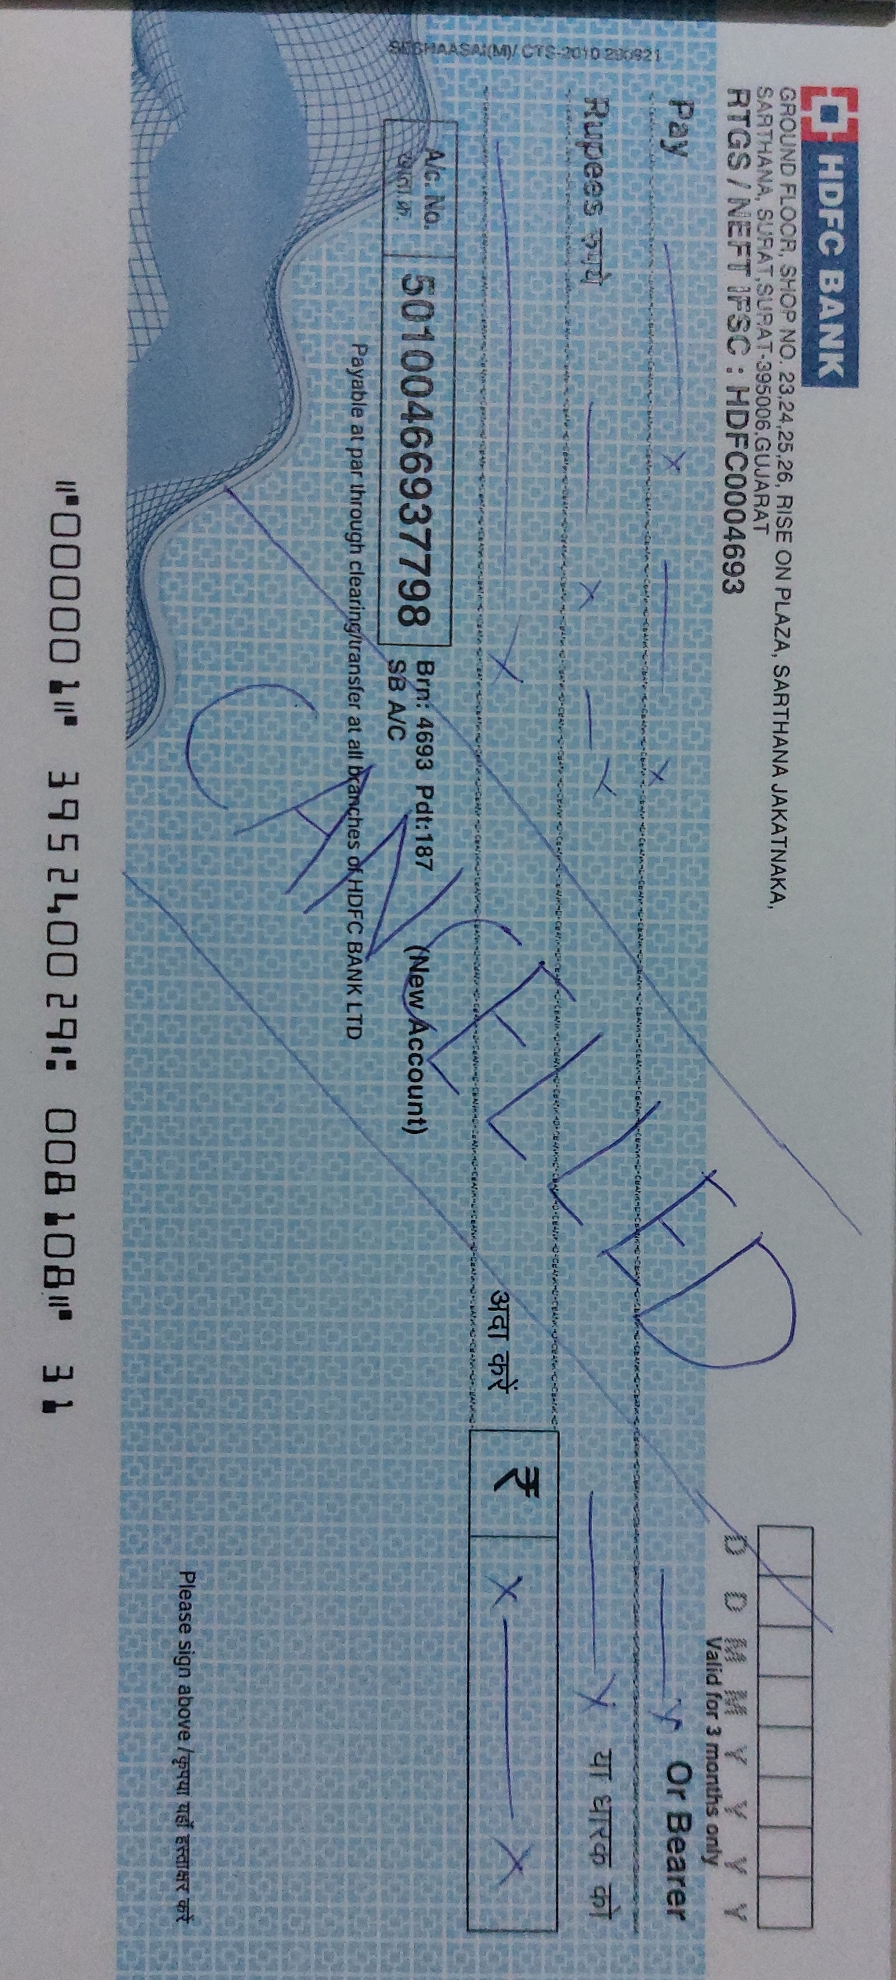 HDFC BANK
GROUND FLOOR, SHOP NO. 23,24,25,26, RISE ON PLAZA, SARTHANA JAKATNAKA,
SARTHANA, SURAT,SURAT-395006,GUJARAT
RTGS / NEFT IFSC : HDFC0004693
D D M M Y Y Y Y
Valid for 3 months only
Pay x x x Or Bearer
Rupees रुपये x x x या धारक को
x अदा करें ₹ x x
A/c. No.
खाता क्र.
50100466937798
Brn: 4693 Pdt:187
SB A/C
(New Account)
Payable at par through clearing/transfer at all branches of HDFC BANK LTD
CANCELLED
SESHAASAI(M)/ CTS-2010 290921
Please sign above /कृपया यहाँ हस्ताक्षर करें
⑈000001⑈ 395240029⑆ 008108⑈ 31